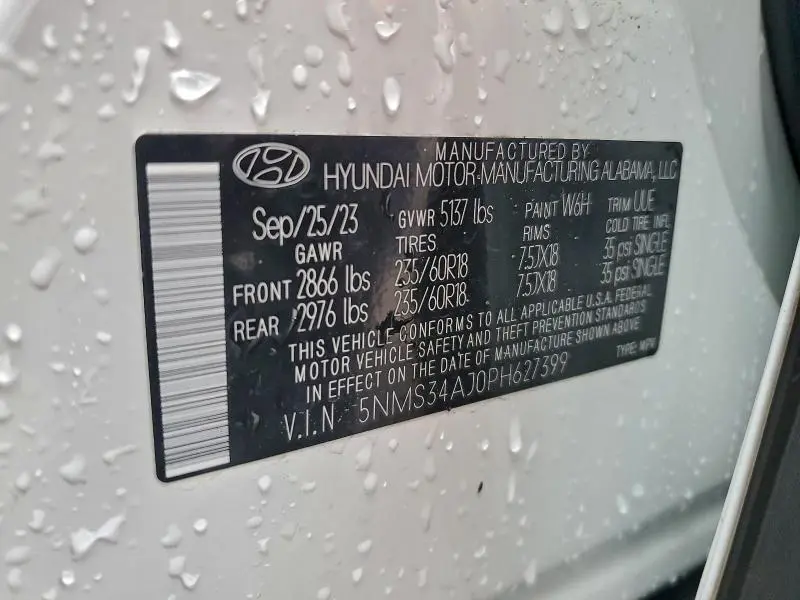 MANUFACTURED BY
HYUNDAI MOTOR MANUFACTURING ALABAMA, LLC
Sep/25/23 GVWR 5137 lbs PAINT W6H TRIM UUE
GAWR TIRES RIMS COLD TIRE INFL
FRONT 2866 lbs 235/60R18 7.5JX18 35 psi SINGLE
REAR 2976 lbs 235/60R18 7.5JX18 35 psi SINGLE
THIS VEHICLE CONFORMS TO ALL APPLICABLE U.S.A. FEDERAL
MOTOR VEHICLE SAFETY AND THEFT PREVENTION STANDARDS
IN EFFECT ON THE DATE OF MANUFACTURE SHOWN ABOVE
V.I.N 5NMS34AJ0PH627399 TYPE: MPV